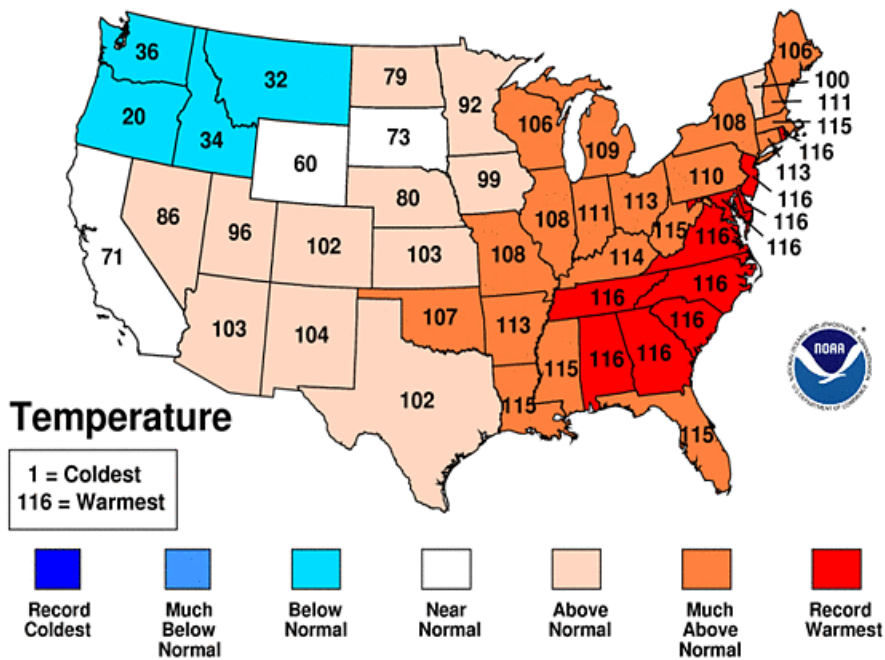 36
32
79
92
106
100
111
115
116
113
116
116
116
20
34
60
73
106
109
108
86
96
102
80
99
108
111
113
110
71
103
108
114
115
116
103
104
107
113
116
116
116
102
115
115
116
116
115
NOAA
Temperature
1 = Coldest
116 = Warmest
Record
Coldest
Much
Below
Normal
Below
Normal
Near
Normal
Above
Normal
Much
Above
Normal
Record
Warmest